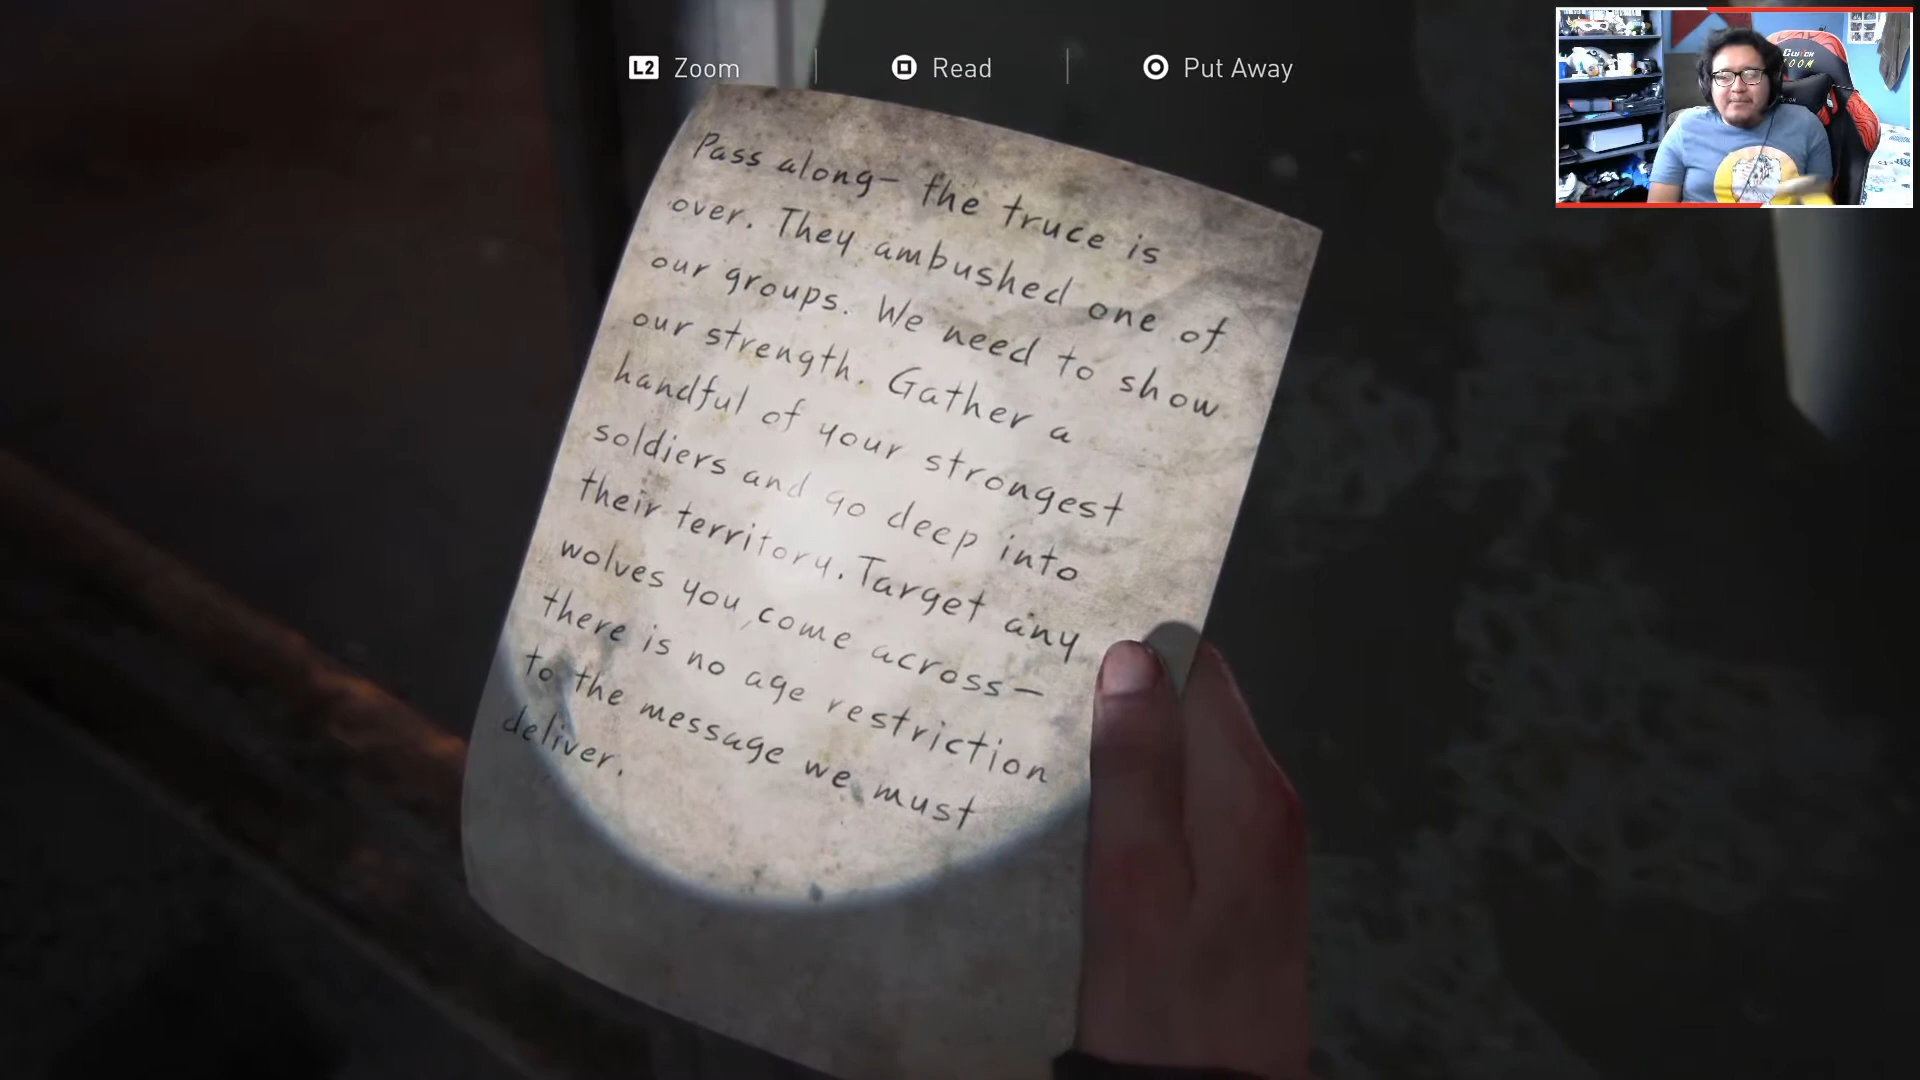 L2 Zoom Read Put Away
Pass along- the truce is
over. They ambushed one of
our groups. We need to show
our strength. Gather a
handful of your strongest
soldiers and go deep into
their territory. Target any
wolves you come across-
there is no age restriction
to the message we must
deliver.
CLUTCH